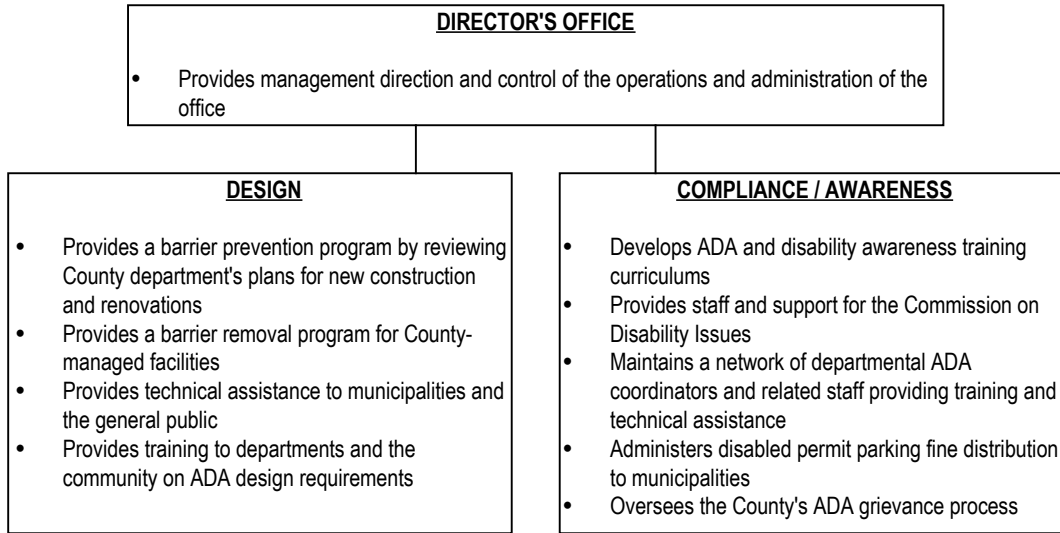 DIRECTOR'S OFFICE
• Provides management direction and control of the operations and administration of the
office
DESIGN
• Provides a barrier prevention program by reviewing
County department's plans for new construction
and renovations
• Provides a barrier removal program for County-
managed facilities
• Provides technical assistance to municipalities and
the general public
• Provides training to departments and the
community on ADA design requirements
COMPLIANCE / AWARENESS
• Develops ADA and disability awareness training
curriculums
• Provides staff and support for the Commission on
Disability Issues
• Maintains a network of departmental ADA
coordinators and related staff providing training and
technical assistance
• Administers disabled permit parking fine distribution
to municipalities
• Oversees the County's ADA grievance process